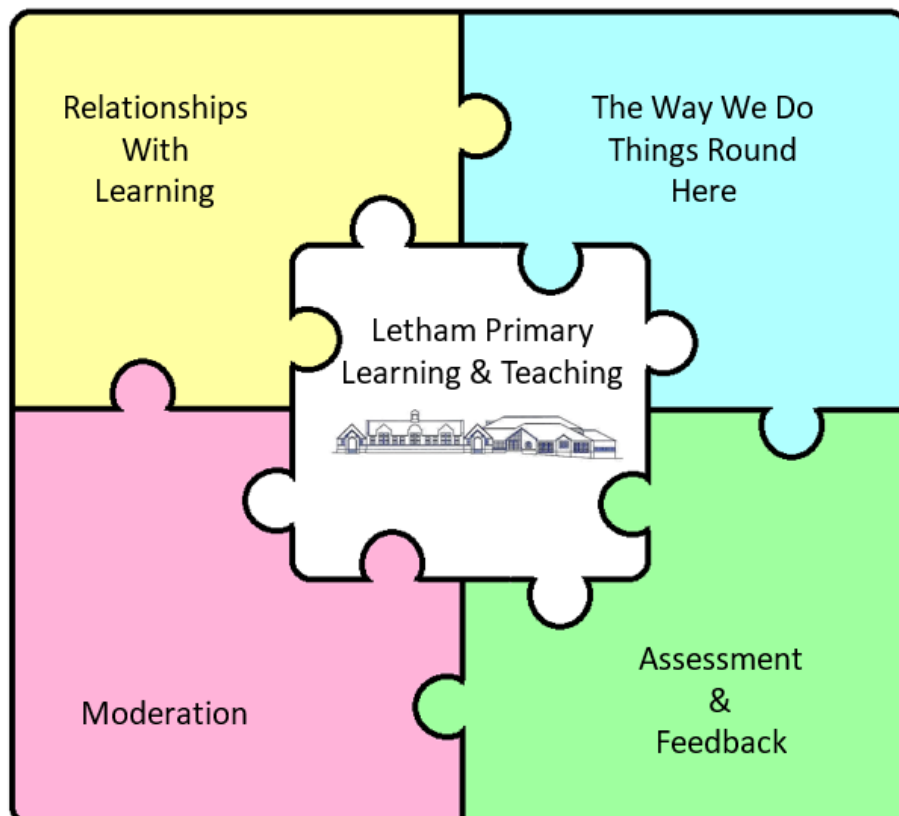 Relationships
With
Learning
The Way We Do
Things Round
Here
Letham Primary
Learning & Teaching
Moderation
Assessment
&
Feedback